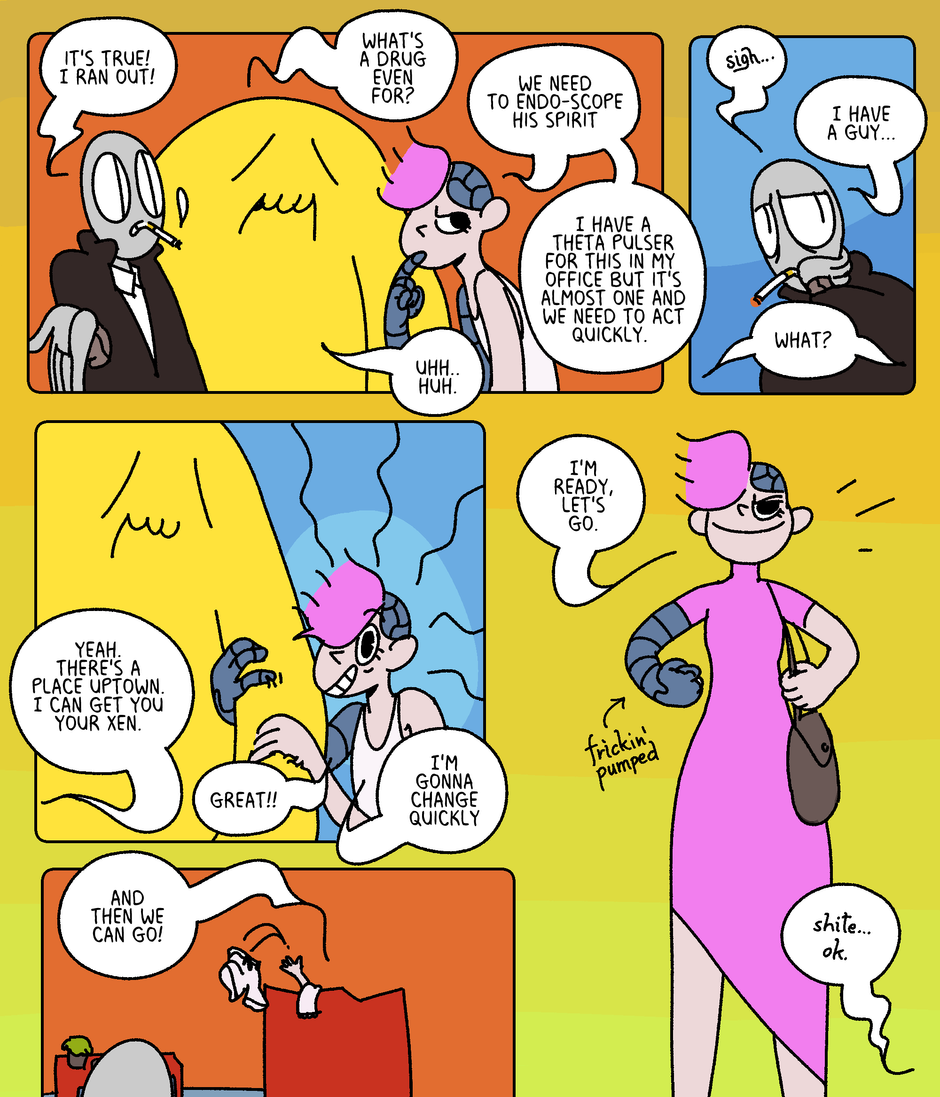 IT'S TRUE!
I RAN OUT!
WHAT'S
A DRUG
EVEN
FOR?
WE NEED
TO ENDO-SCOPE
HIS SPIRIT
I HAVE A
THETA PULSER
FOR THIS IN MY
OFFICE BUT IT'S
ALMOST ONE AND
WE NEED TO ACT
QUICKLY.
UHH..
HUH.
sigh...
I HAVE
A GUY...
WHAT?
YEAH.
THERE'S A
PLACE UPTOWN.
I CAN GET YOU
YOUR XEN.
GREAT!!
I'M
GONNA
CHANGE
QUICKLY
AND
THEN WE
CAN GO!
I'M
READY,
LET'S
GO.
frickin'
pumped
shite...
ok.